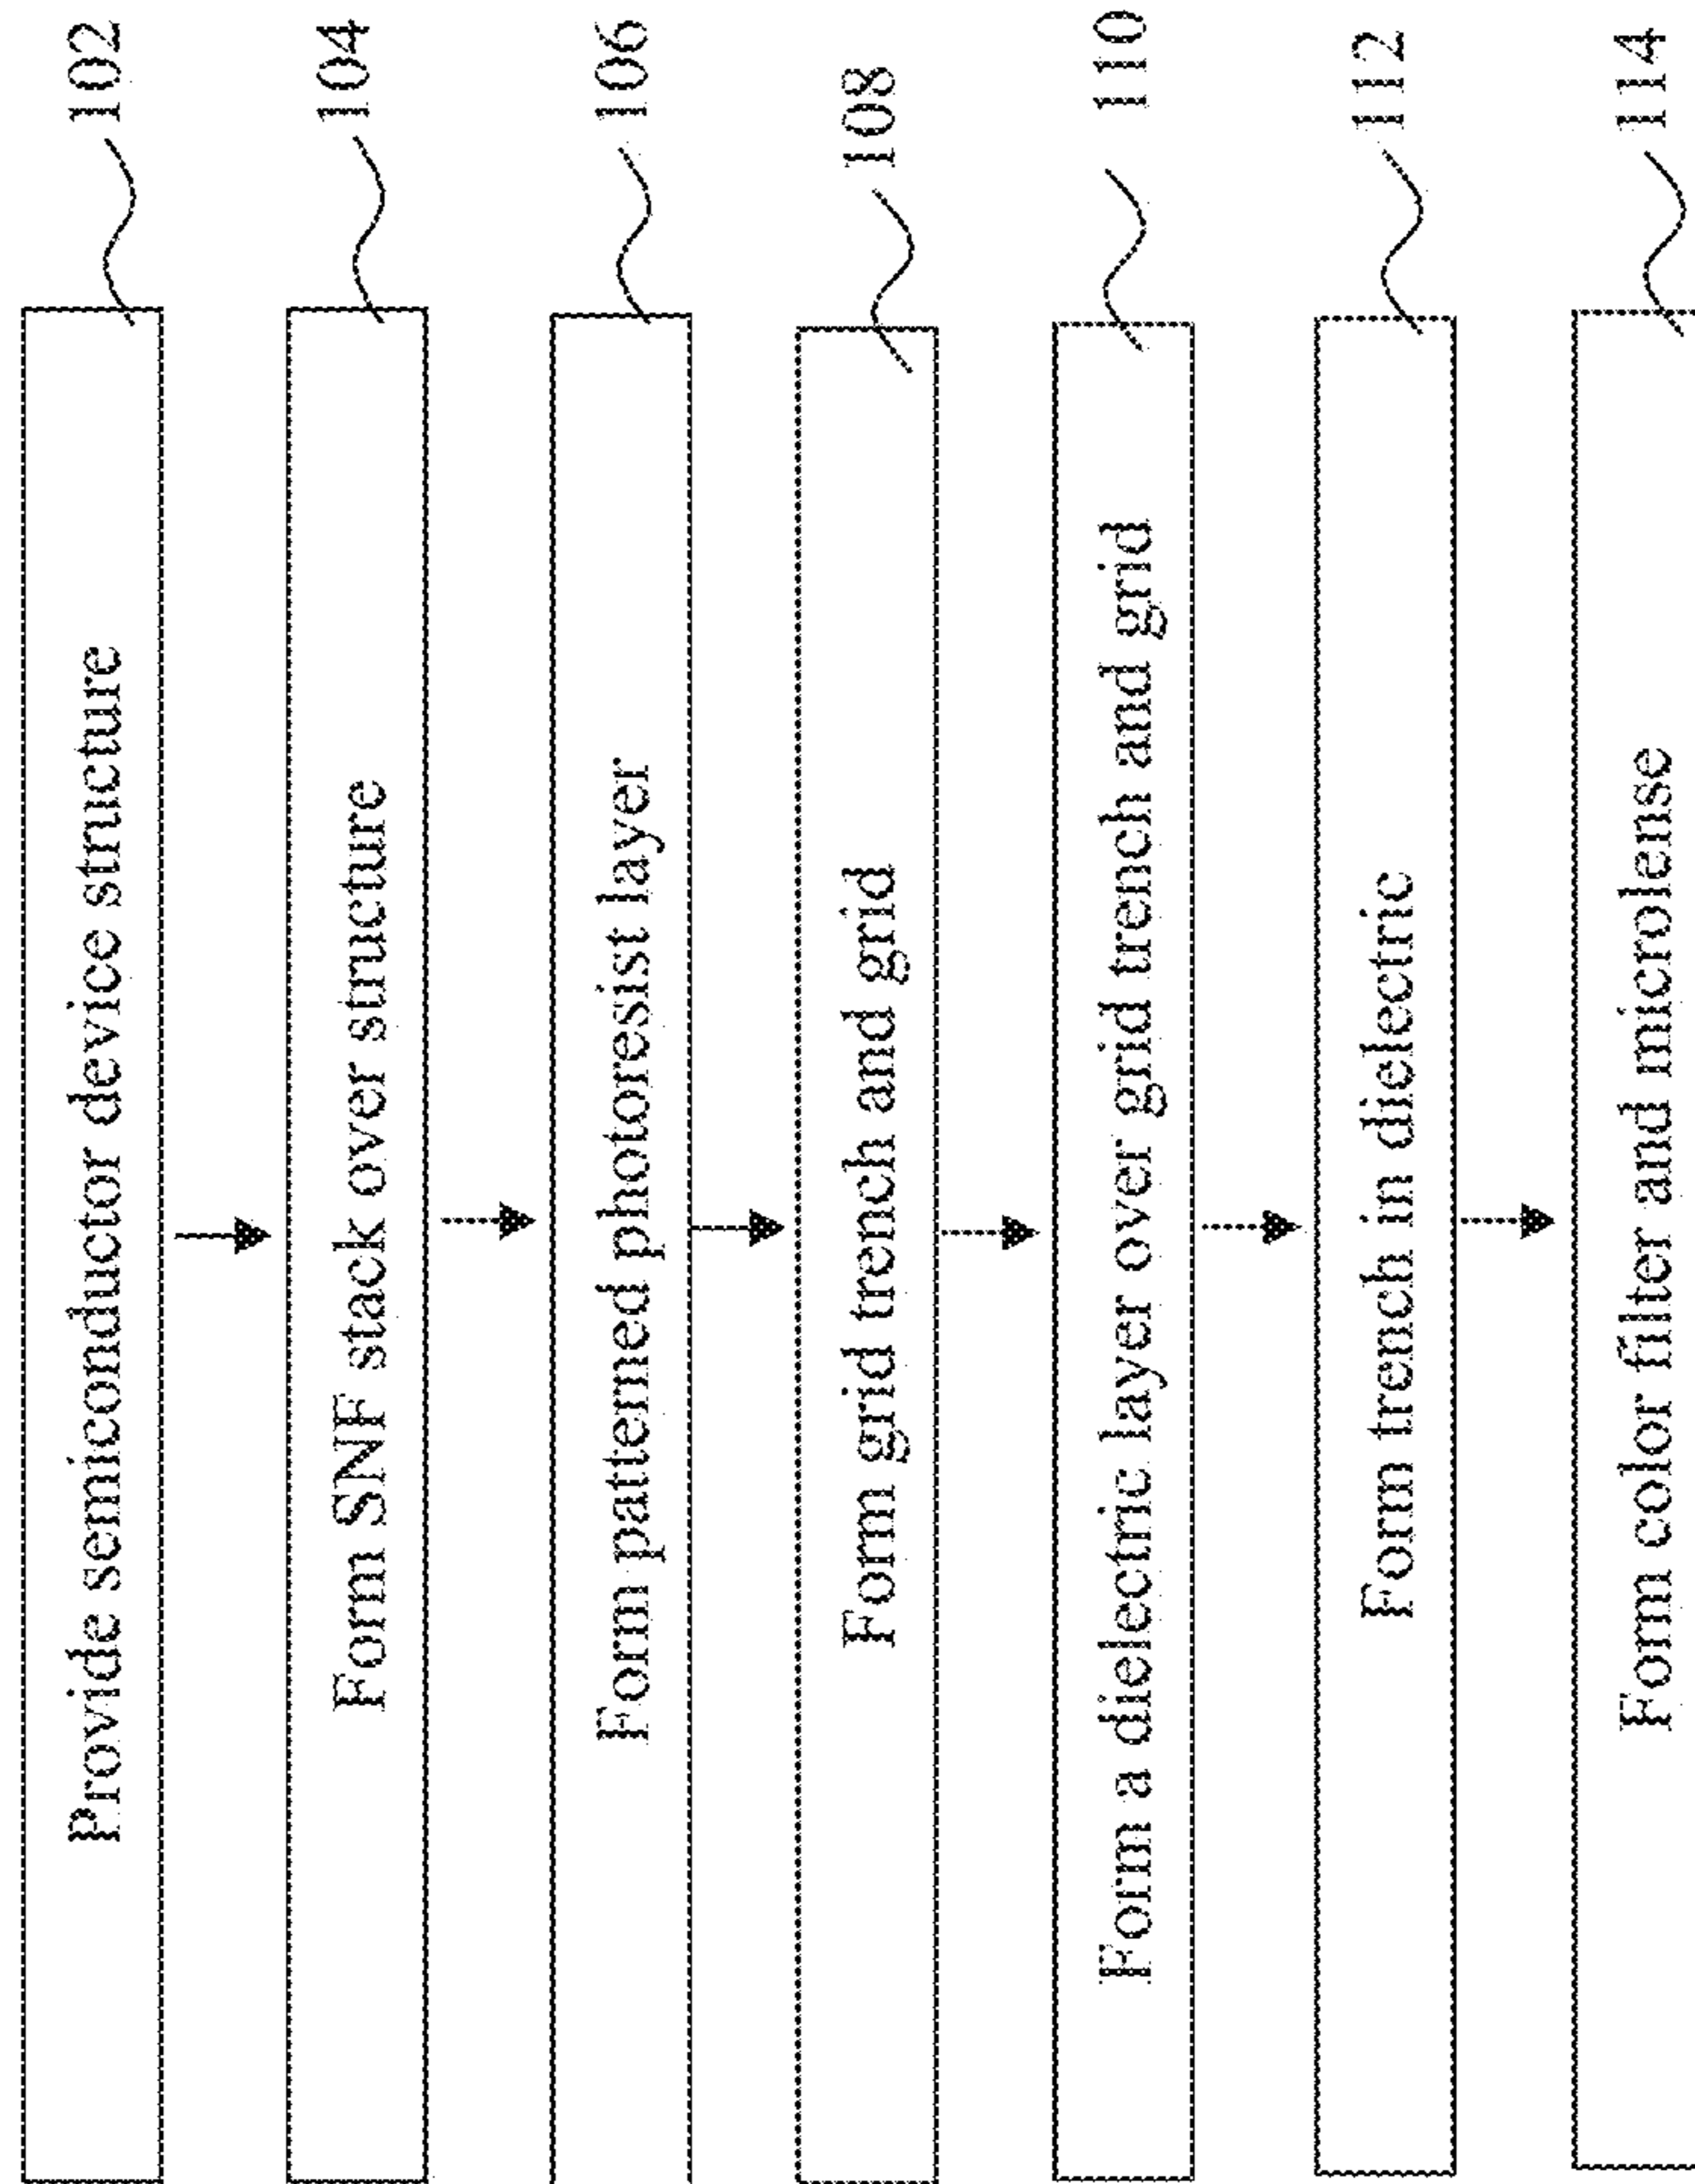 Provide semiconductor device structure 102
Form SNF stack over structure 104
Form patterned photoresist layer 106
Form grid trench and grid 108
Form a dielectric layer over grid trench and grid 110
Form trench in dielectric 112
Form color filter and microlense 114